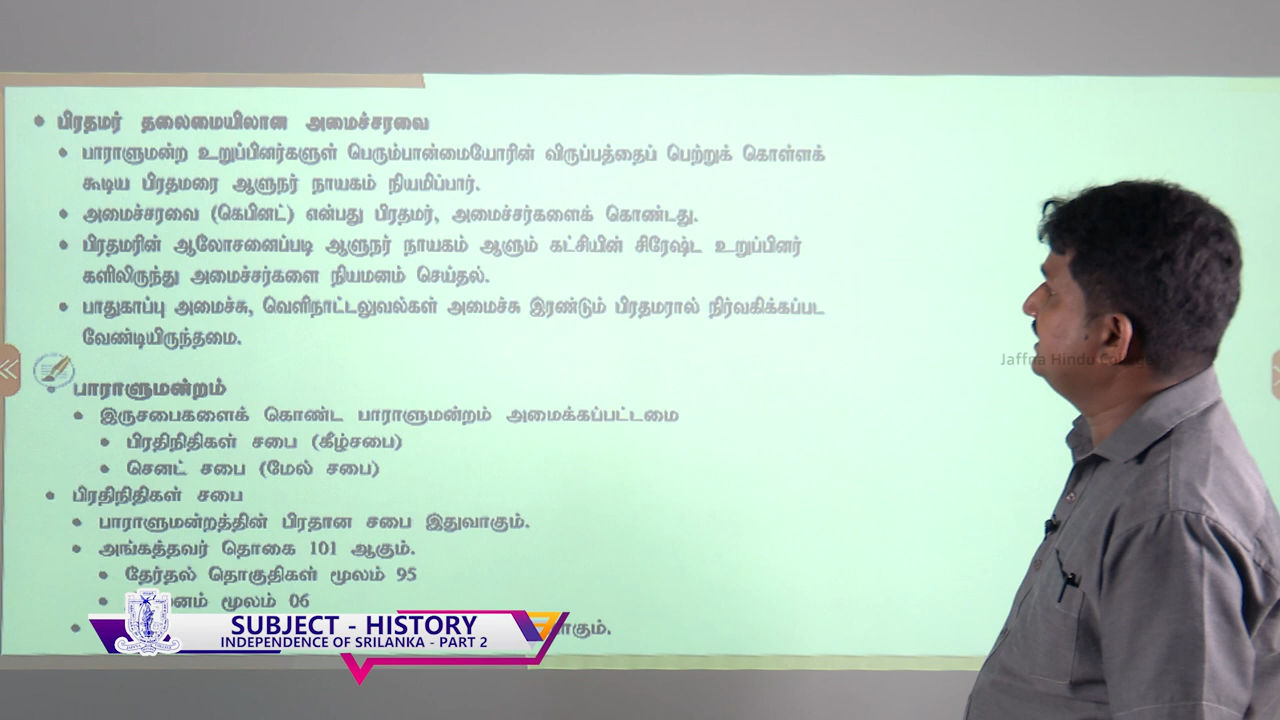 பிரதமர் தலைமையிலான அமைச்சரவை
பாராளுமன்ற உறுப்பினர்களுள் பெரும்பான்மையோரின் விருப்பத்தைப் பெற்றுக் கொள்ளக்
கூடிய பிரதமரை ஆளுநர் நாயகம் நியமிப்பார்.
அமைச்சரவை (கெபினட்) என்பது பிரதமர், அமைச்சர்களைக் கொண்டது.
பிரதமரின் ஆலோசனைப்படி ஆளுநர் நாயகம் ஆளும் கட்சியின் சிரேஷ்ட உறுப்பினர்
களிலிருந்து அமைச்சர்களை நியமனம் செய்தல்.
பாதுகாப்பு அமைச்சு, வெளிநாட்டலுவல்கள் அமைச்சு இரண்டும் பிரதமரால் நிர்வகிக்கப்பட
வேண்டியிருந்தமை.
பாராளுமன்றம்
இருசபைகளைக் கொண்ட பாராளுமன்றம் அமைக்கப்பட்டமை
பிரதிநிதிகள் சபை (கீழ்சபை)
செனட் சபை (மேல் சபை)
பிரதிநிதிகள் சபை
பாராளுமன்றத்தின் பிரதான சபை இதுவாகும்.
அங்கத்தவர் தொகை 101 ஆகும்.
தேர்தல் தொகுதிகள் மூலம் 95
மூலம் 06
Jaffna Hindu College
SUBJECT - HISTORY
INDEPENDENCE OF SRILANKA - PART 2